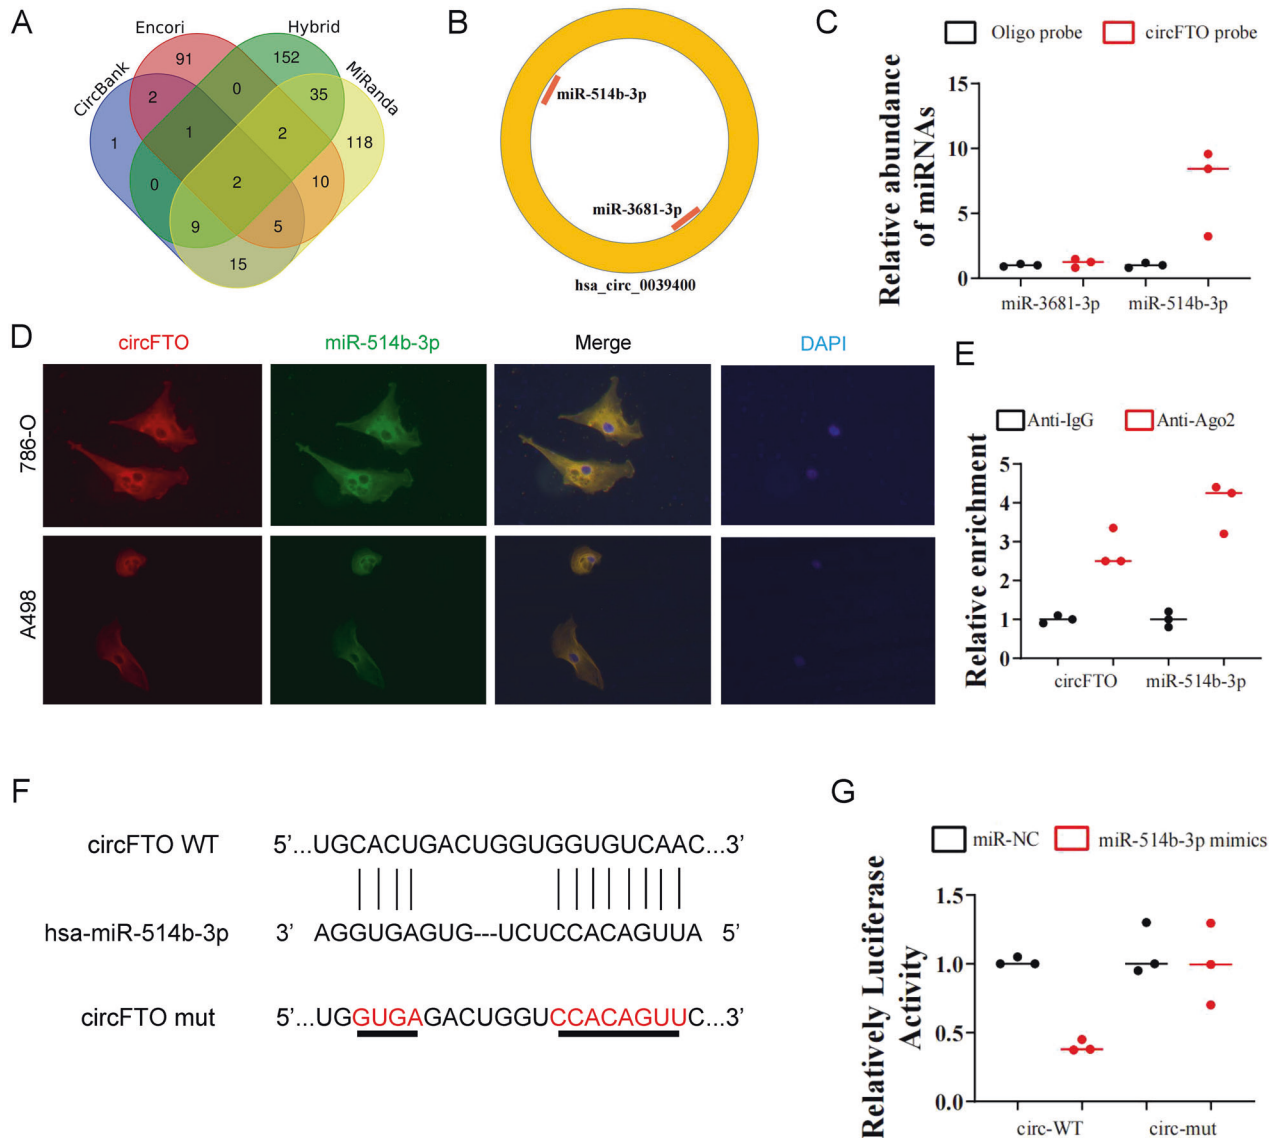 A
Encori
Hybrid
CircBank
MiRanda
91
152
2
0
35
1
1
2
118
0
2
10
9
5
15
B
miR-514b-3p
miR-3681-3p
hsa_circ_0039400
C
Oligo probe
circFTO probe
Relative abundance
of miRNAs
15
10
5
0
miR-3681-3p
miR-514b-3p
D
circFTO
miR-514b-3p
Merge
DAPI
786-O
A498
E
Anti-IgG
Anti-Ago2
Relative enrichment
5
4
3
2
1
0
circFTO
miR-514b-3p
F
circFTO WT 5’...UGCACUGACUGGUGGUGUCAAC...3’
hsa-miR-514b-3p 3’ AGGUGAGUG---UCUCCACAGUUA 5’
circFTO mut 5’...UGGUGAGACUGGUCCACAGUUC...3’
G
miR-NC
miR-514b-3p mimics
Relatively Luciferase
Activity
1.5
1.0
0.5
0.0
circ-WT
circ-mut